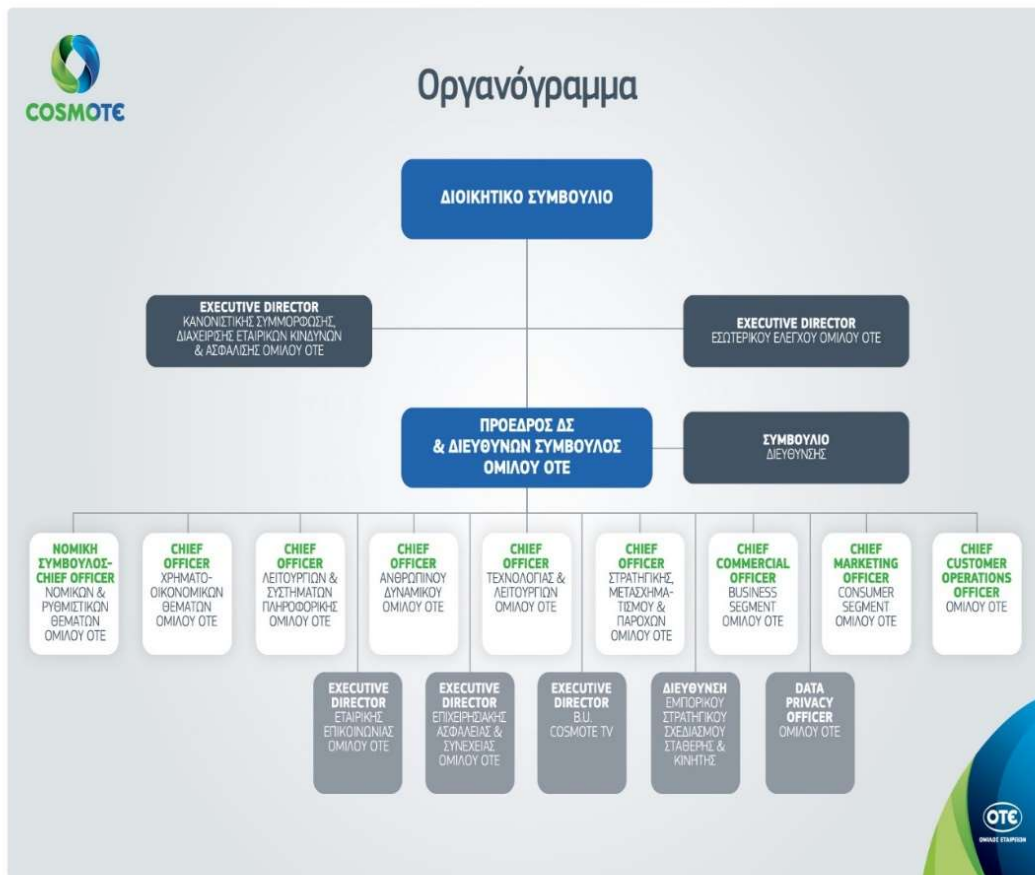 COSMOTE
Οργανόγραμμα
ΔΙΟΙΚΗΤΙΚΟ ΣΥΜΒΟΥΛΙΟ
EXECUTIVE DIRECTOR
ΚΑΝΟΝΙΣΤΙΚΗΣ ΣΥΜΜΟΡΦΩΣΗΣ,
ΔΙΑΧΕΙΡΙΣΗΣ ΕΤΑΙΡΙΚΩΝ ΚΙΝΔΥΝΩΝ
& ΑΣΦΑΛΙΣΗΣ ΟΜΙΛΟΥ ΟΤΕ
EXECUTIVE DIRECTOR
ΕΣΩΤΕΡΙΚΟΥ ΕΛΕΓΧΟΥ ΟΜΙΛΟΥ ΟΤΕ
ΠΡΟΕΔΡΟΣ ΔΣ
& ΔΙΕΥΘΥΝΩΝ ΣΥΜΒΟΥΛΟΣ
ΟΜΙΛΟΥ ΟΤΕ
ΣΥΜΒΟΥΛΙΟ
ΔΙΕΥΘΥΝΣΗΣ
ΝΟΜΙΚΗ
ΣΥΜΒΟΥΛΟΣ-
CHIEF OFFICER
ΝΟΜΙΚΩΝ &
ΡΥΘΜΙΣΤΙΚΩΝ
ΘΕΜΑΤΩΝ
ΟΜΙΛΟΥ ΟΤΕ
CHIEF
OFFICER
ΧΡΗΜΑΤΟ-
ΟΙΚΟΝΟΜΙΚΩΝ
ΘΕΜΑΤΩΝ
ΟΜΙΛΟΥ ΟΤΕ
CHIEF
OFFICER
ΛΕΙΤΟΥΡΓΙΩΝ &
ΣΥΣΤΗΜΑΤΩΝ
ΠΛΗΡΟΦΟΡΙΚΗΣ
ΟΜΙΛΟΥ ΟΤΕ
CHIEF
OFFICER
ΑΝΘΡΩΠΙΝΟΥ
ΔΥΝΑΜΙΚΟΥ
ΟΜΙΛΟΥ ΟΤΕ
CHIEF
OFFICER
ΤΕΧΝΟΛΟΓΙΑΣ &
ΛΕΙΤΟΥΡΓΙΩΝ
ΟΜΙΛΟΥ ΟΤΕ
CHIEF
OFFICER
ΣΤΡΑΤΗΓΙΚΗΣ,
ΜΕΤΑΣΧΗΜΑ-
ΤΙΣΜΟΥ &
ΠΑΡΟΧΩΝ
ΟΜΙΛΟΥ ΟΤΕ
CHIEF
COMMERCIAL
OFFICER
BUSINESS
SEGMENT
ΟΜΙΛΟΥ ΟΤΕ
CHIEF
MARKETING
OFFICER
CONSUMER
SEGMENT
ΟΜΙΛΟΥ ΟΤΕ
CHIEF
CUSTOMER
OPERATIONS
OFFICER
ΟΜΙΛΟΥ ΟΤΕ
EXECUTIVE
DIRECTOR
ΕΤΑΙΡΙΚΗΣ
ΕΠΙΚΟΙΝΩΝΙΑΣ
ΟΜΙΛΟΥ ΟΤΕ
EXECUTIVE
DIRECTOR
ΕΠΙΧΕΙΡΗΣΙΑΚΗΣ
ΑΣΦΑΛΕΙΑΣ &
ΣΥΝΕΧΕΙΑΣ
ΟΜΙΛΟΥ ΟΤΕ
EXECUTIVE
DIRECTOR
B.U.
COSMOTE TV
ΔΙΕΥΘΥΝΣΗ
ΕΜΠΟΡΙΚΟΥ
ΣΤΡΑΤΗΓΙΚΟΥ
ΣΧΕΔΙΑΣΜΟΥ
ΣΤΑΘΕΡΗΣ &
ΚΙΝΗΤΗΣ
DATA
PRIVACY
OFFICER
ΟΜΙΛΟΥ ΟΤΕ
ΟΤΕ
ΟΜΙΛΟΣ ΕΤΑΙΡΕΙΩΝ